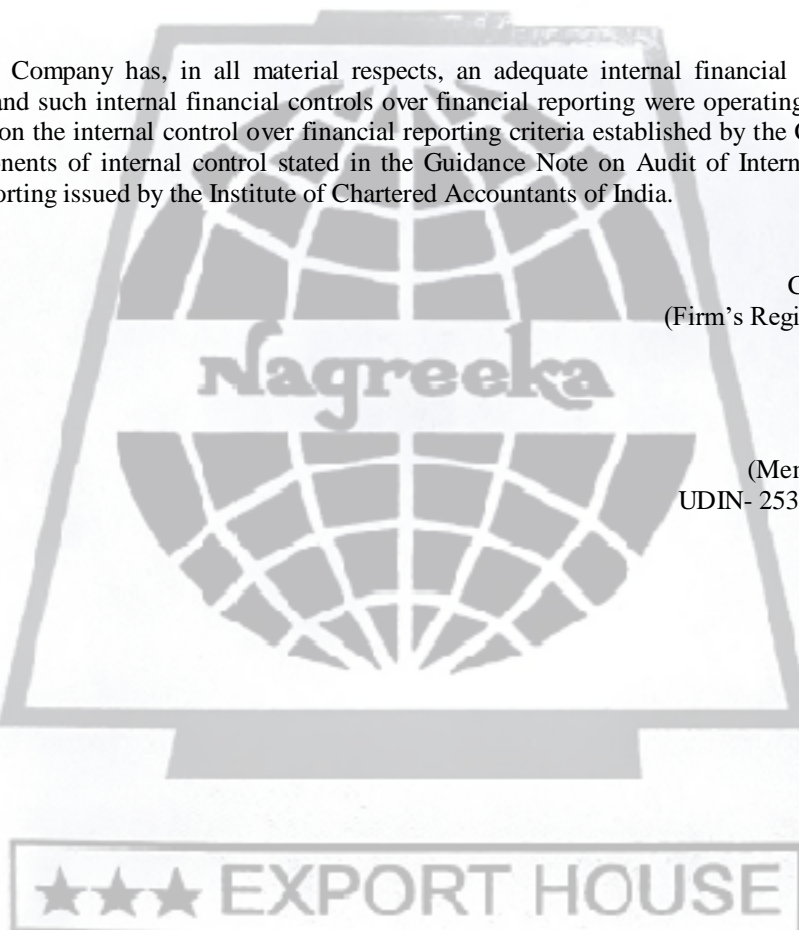 Company has, in all material respects, an adequate internal financial
and such internal financial controls over financial reporting were operating
on the internal control over financial reporting criteria established by the
nents of internal control stated in the Guidance Note on Audit of Intern
orting issued by the Institute of Chartered Accountants of India.
C
(Firm's Regi
Nagreeka
(Mem
UDIN- 253
★★★ EXPORT HOUSE